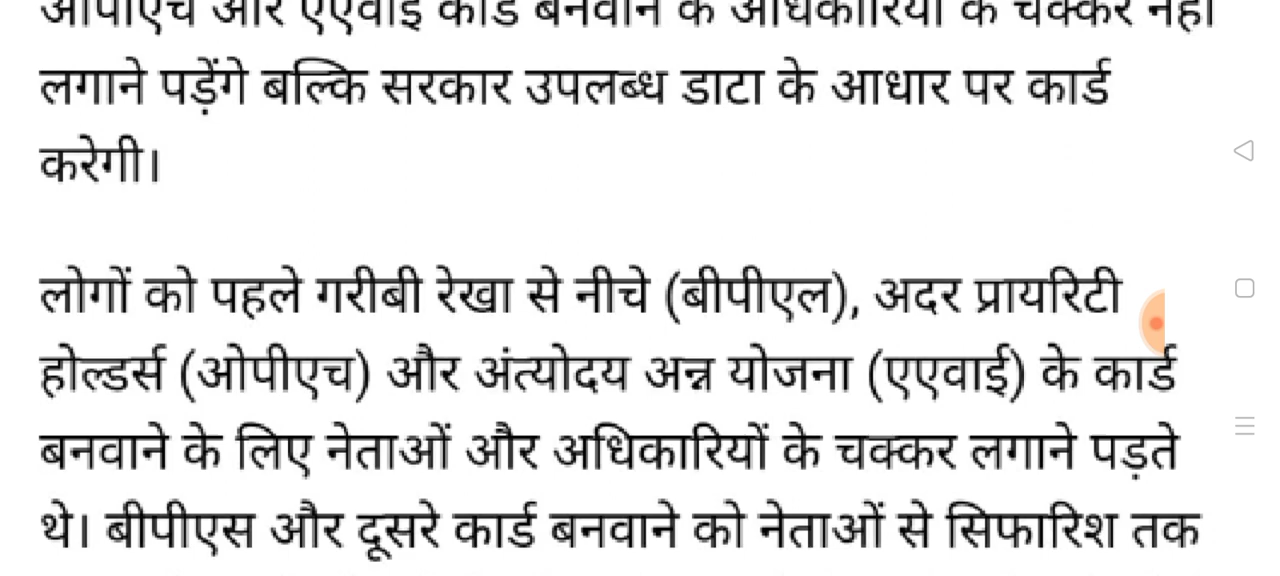 ओपीएच और एएवाई कार्ड बनवाने के अधिकारियों के चक्कर नहीं
लगाने पड़ेंगे बल्कि सरकार उपलब्ध डाटा के आधार पर कार्ड
करेगी।
लोगों को पहले गरीबी रेखा से नीचे (बीपीएल), अदर प्रायरिटी
होल्डर्स (ओपीएच) और अंत्योदय अन्न योजना (एएवाई) के कार्ड
बनवाने के लिए नेताओं और अधिकारियों के चक्कर लगाने पड़ते
थे। बीपीएस और दूसरे कार्ड बनवाने को नेताओं से सिफारिश तक